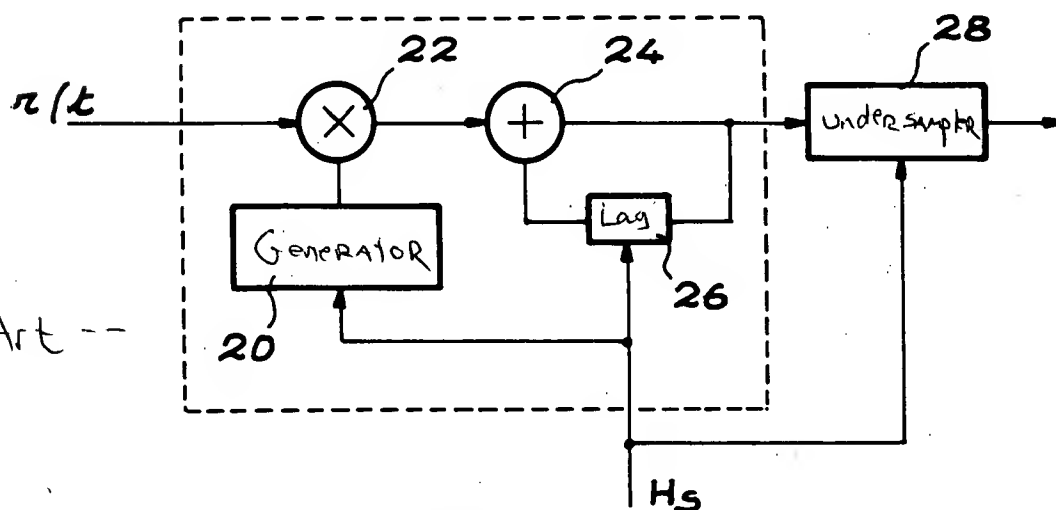 28
22
24
r/t
×
+
UnderSampler
Lag
Generator
26
Art --
20
Hs